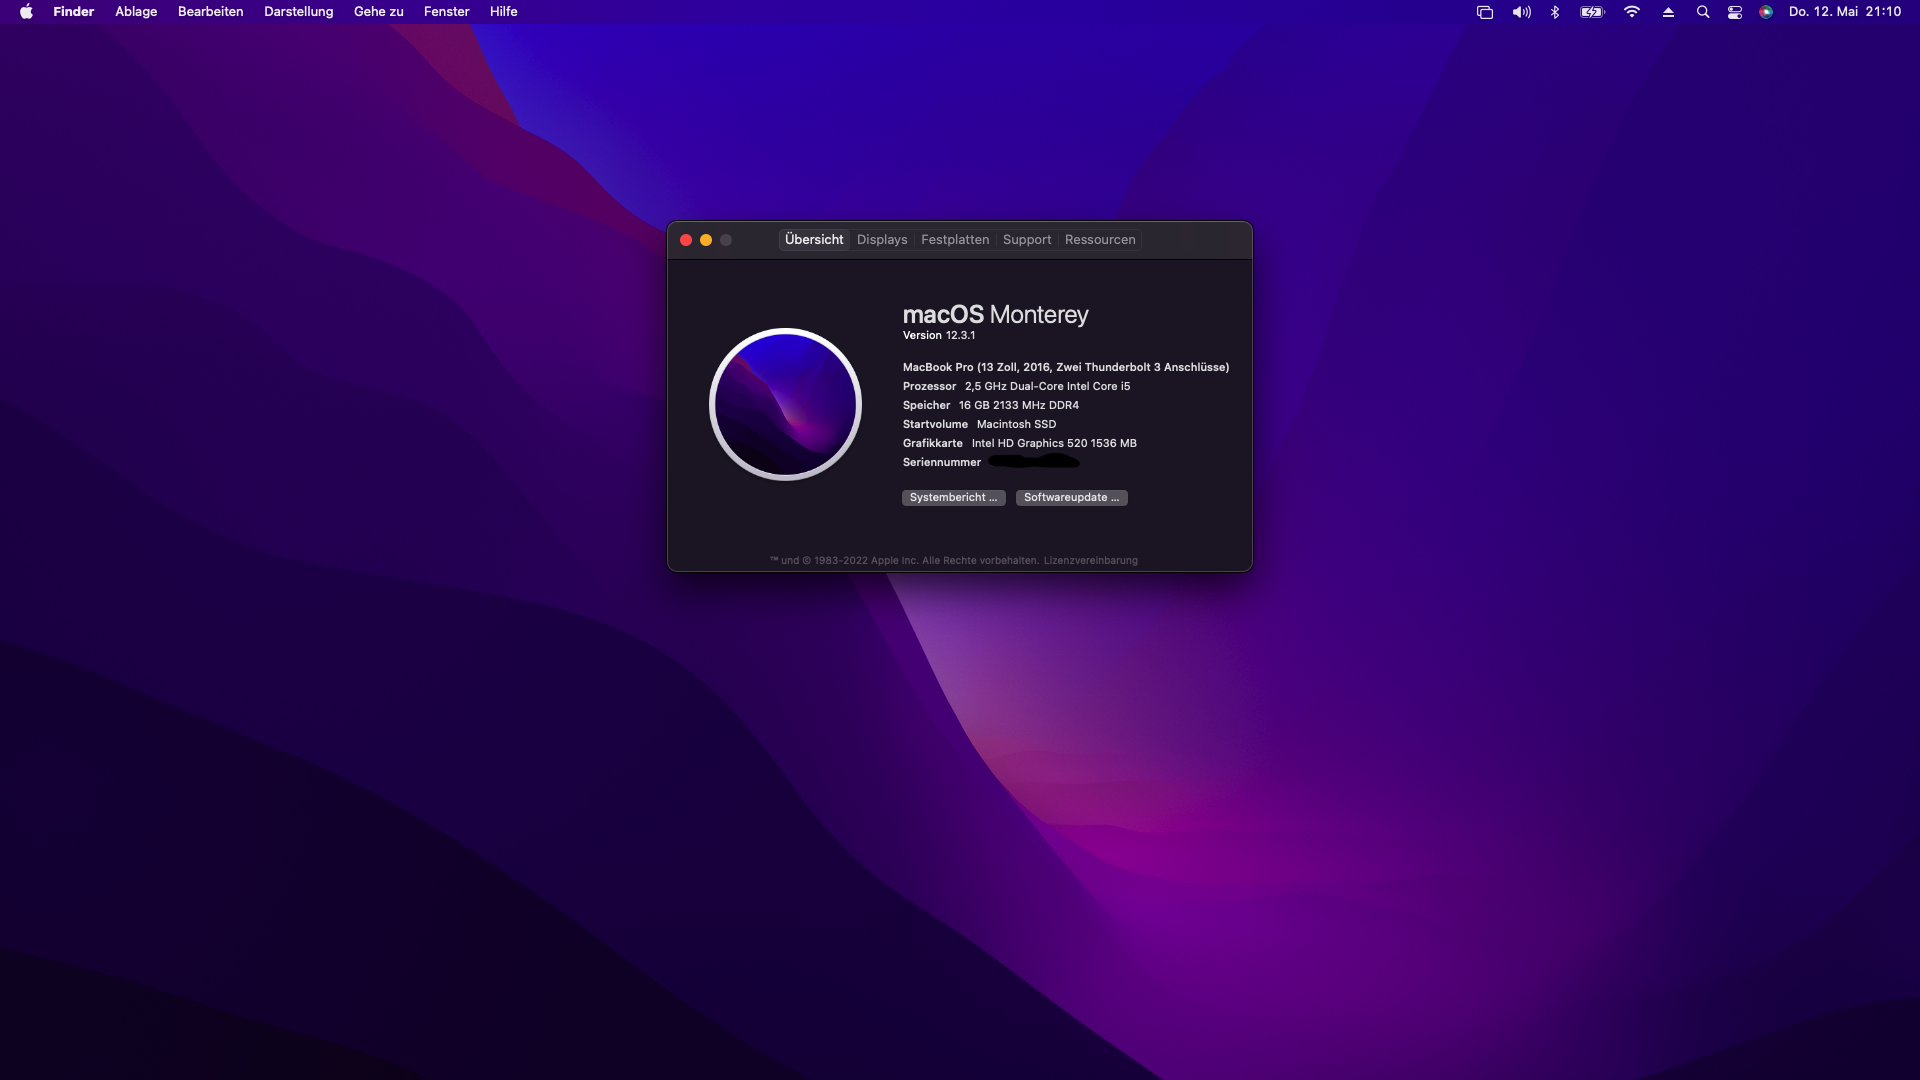 Finder Ablage Bearbeiten Darstellung Gehe zu Fenster Hilfe Do. 12. Mai 21:10
Übersicht Displays Festplatten Support Ressourcen
macOS Monterey
Version 12.3.1
MacBook Pro (13 Zoll, 2016, Zwei Thunderbolt 3 Anschlüsse)
Prozessor 2,5 GHz Dual-Core Intel Core i5
Speicher 16 GB 2133 MHz DDR4
Startvolume Macintosh SSD
Grafikkarte Intel HD Graphics 520 1536 MB
Seriennummer
Systembericht ... Softwareupdate ...
™ und © 1983-2022 Apple Inc. Alle Rechte vorbehalten. Lizenzvereinbarung